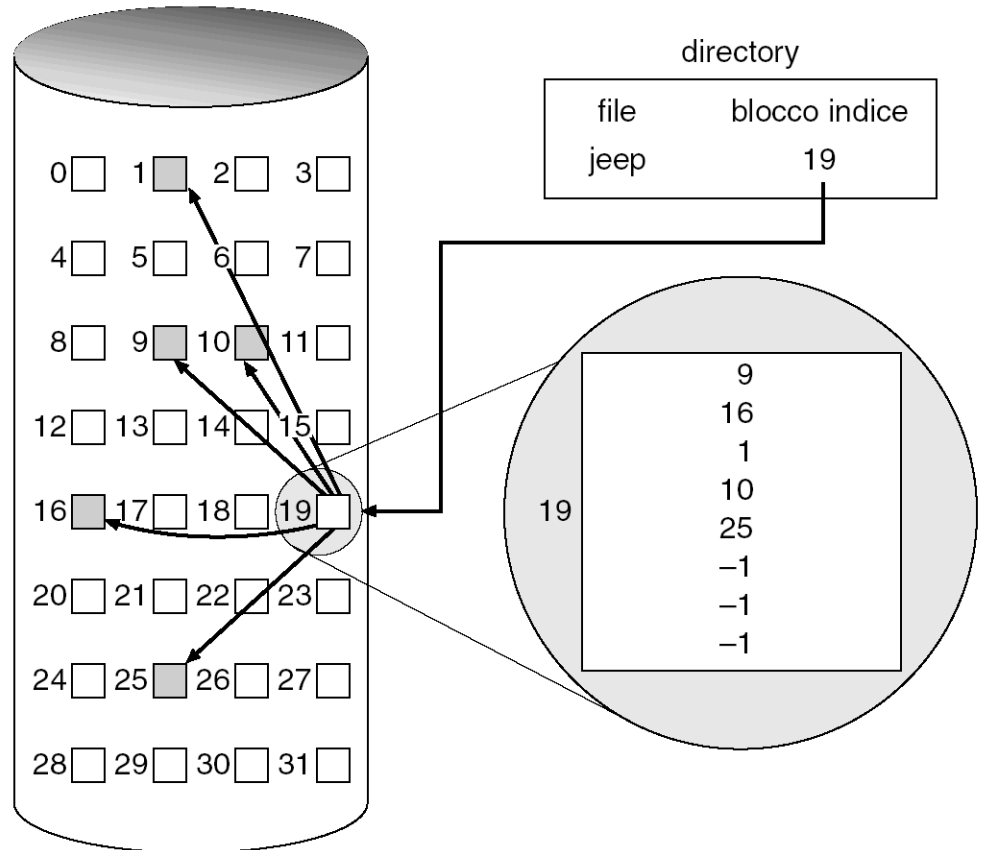 directory
file blocco indice
jeep 19
0 1 2 3
4 5 6 7
8 9 10 11
12 13 14 15
16 17 18 19
20 21 22 23
24 25 26 27
28 29 30 31
19
9
16
1
10
25
–1
–1
–1